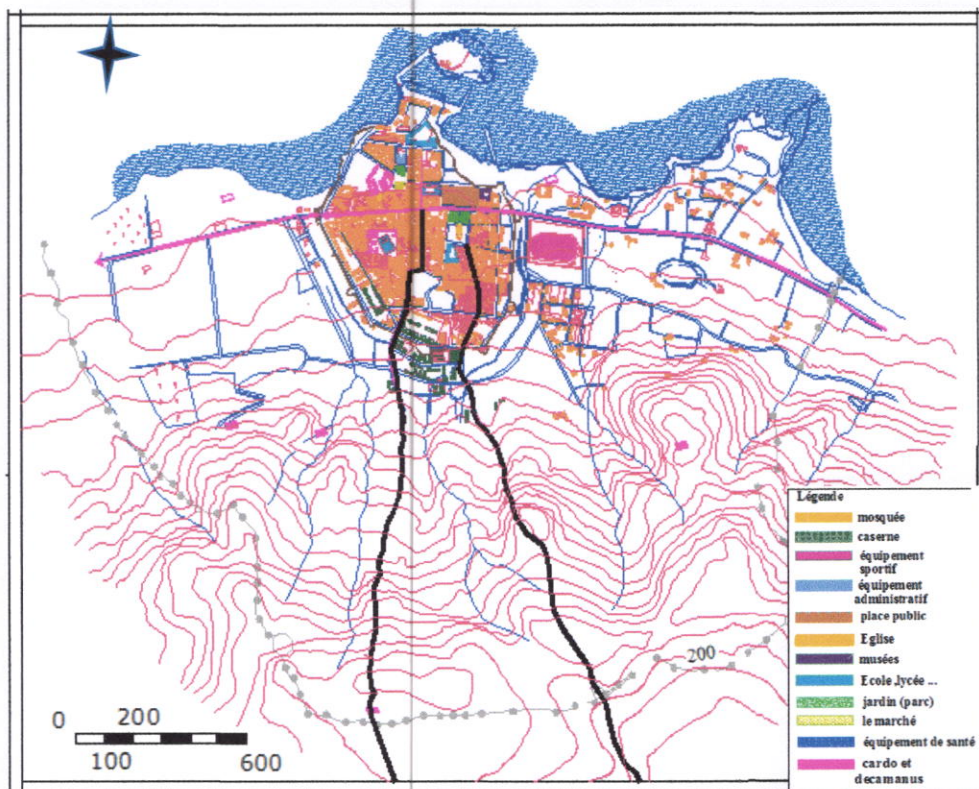 200
Légende
mosquée
caserne
équipement
sportif
équipement
administratif
place public
Eglise
musées
Ecole ,lycée ...
jardin (parc)
le marché
équipement de santé
cardo et
decamanus
0 200
100 600